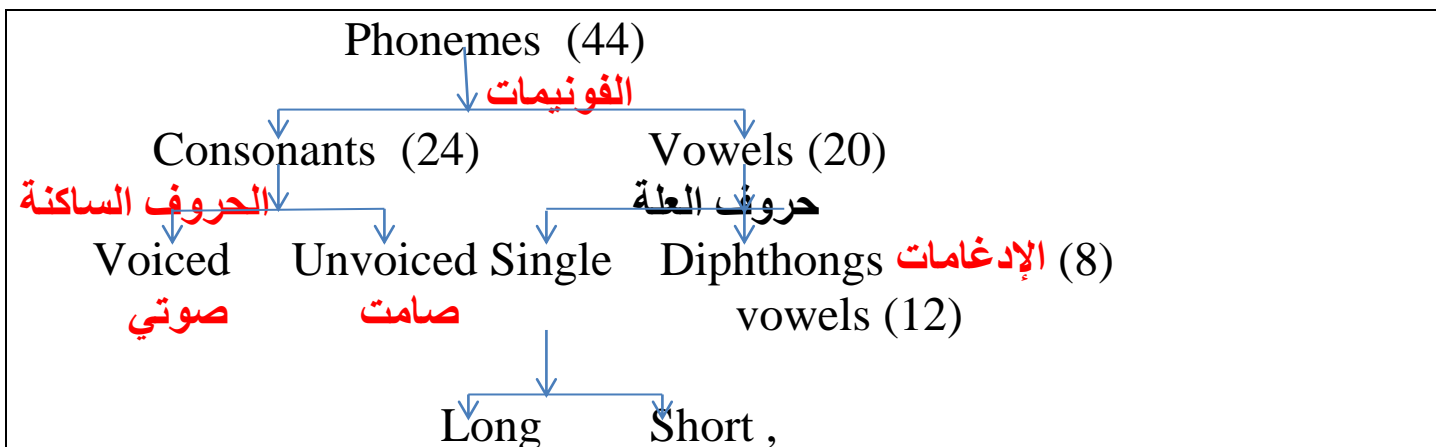 Phonemes (44)
الفونيمات
Consonants (24) Vowels (20)
الحروف الساكنة حروف العلة
Voiced Unvoiced Single Diphthongs الإدغامات (8)
صوتي صامت vowels (12)
Long Short ,